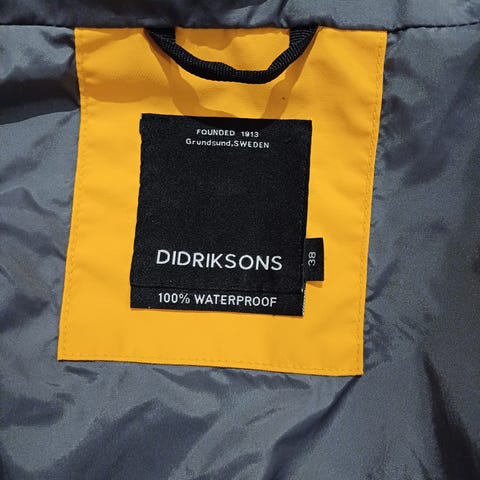 FOUNDED 1913
Grundsund,SWEDEN
DIDRIKSONS
38
100% WATERPROOF